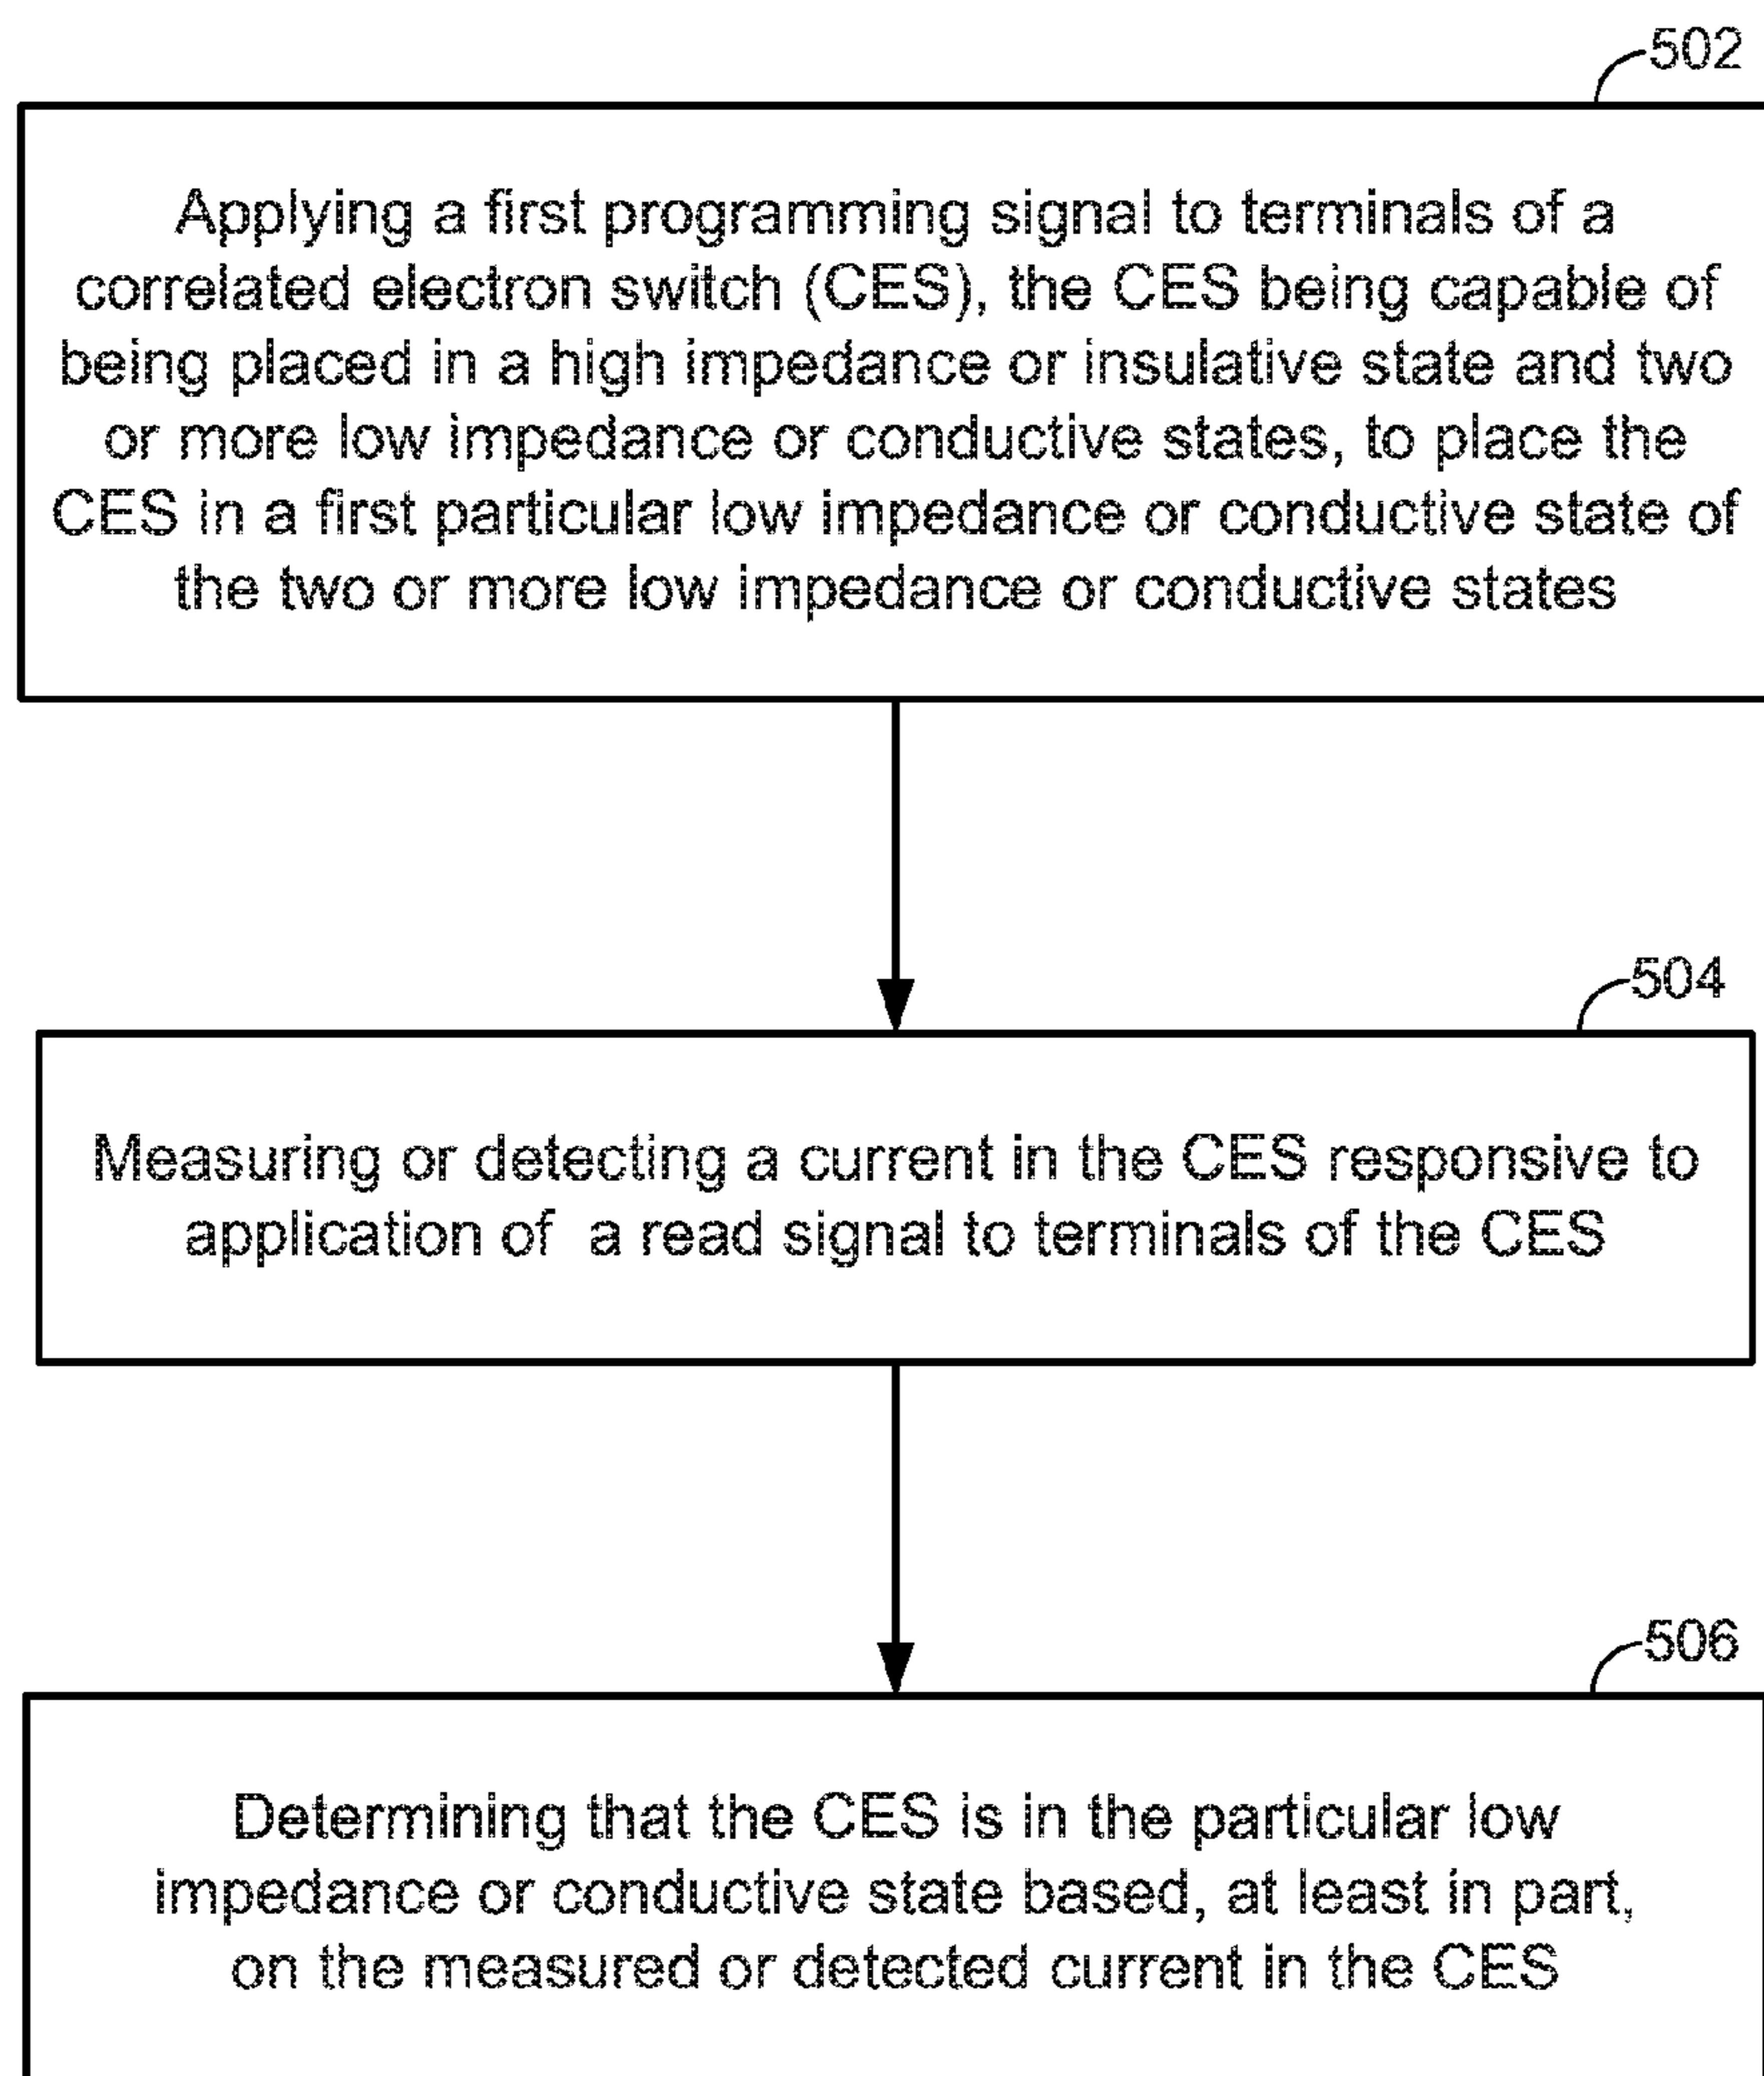 502
Applying a first programming signal to terminals of a
correlated electron switch (CES), the CES being capable of
being placed in a high impedance or insulative state and two
or more low impedance or conductive states, to place the
CES in a first particular low impedance or conductive state of
the two or more low impedance or conductive states
504
Measuring or detecting a current in the CES responsive to
application of a read signal to terminals of the CES
506
Determining that the CES is in the particular low
impedance or conductive state based, at least in part,
on the measured or detected current in the CES